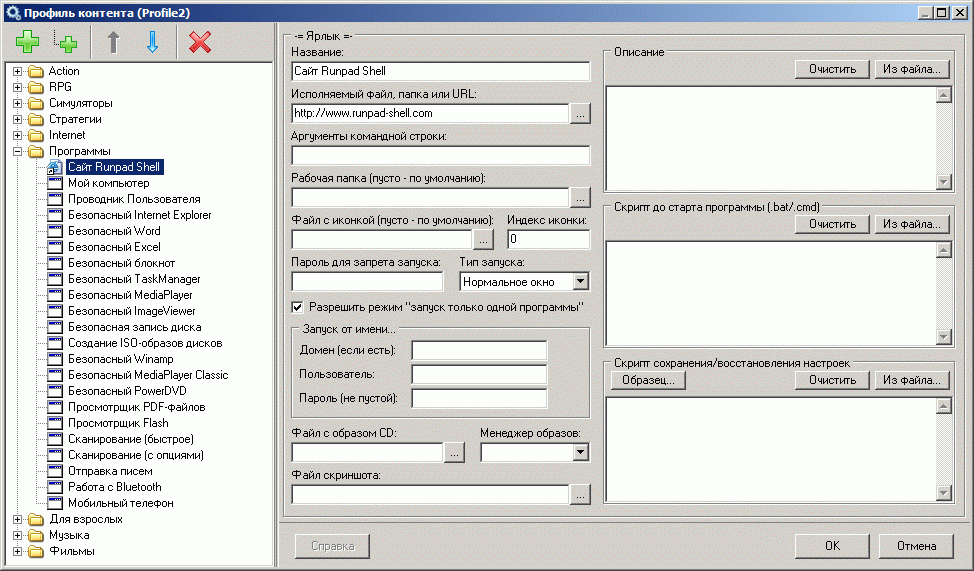 Профиль контента (Profile2)
Action
RPG
Симуляторы
Стратегии
Internet
Программы
Сайт Runpad Shell
Мой компьютер
Проводник Пользователя
Безопасный Internet Explorer
Безопасный Word
Безопасный Excel
Безопасный блокнот
Безопасный TaskManager
Безопасный MediaPlayer
Безопасный ImageViewer
Безопасная запись диска
Создание ISO-образов дисков
Безопасный Winamp
Безопасный MediaPlayer Classic
Безопасный PowerDVD
Просмотрщик PDF-файлов
Просмотрщик Flash
Сканирование (быстрое)
Сканирование (с опциями)
Отправка писем
Работа с Bluetooth
Мобильный телефон
Для взрослых
Музыка
Фильмы
-= Ярлык =-
Название:
Сайт Runpad Shell
Исполняемый файл, папка или URL:
http://www.runpad-shell.com ...
Аргументы командной строки:
Рабочая папка (пусто - по умолчанию):
...
Файл с иконкой (пусто - по умолчанию): Индекс иконки:
... 0
Пароль для запрета запуска: Тип запуска:
Нормальное окно
Разрешить режим "запуск только одной программы"
Запуск от имени...
Домен (если есть):
Пользователь:
Пароль (не пустой):
Файл с образом CD: Менеджер образов:
...
Файл скриншота:
...
Описание
Очистить Из файла...
Скрипт до старта программы (.bat/.cmd)
Очистить Из файла...
Скрипт сохранения/восстановления настроек
Образец... Очистить Из файла...
Справка OK Отмена